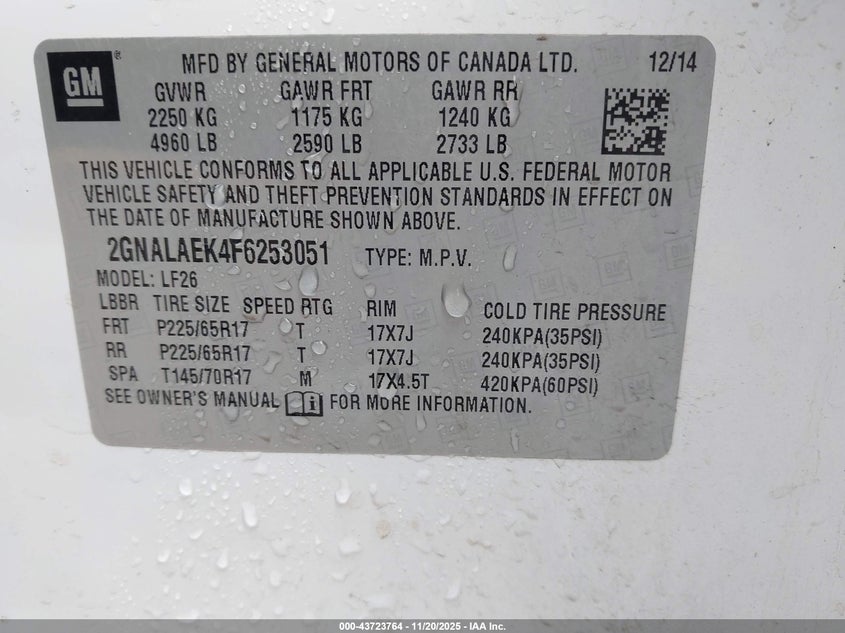 GM®
MFD BY GENERAL MOTORS OF CANADA LTD. 12/14
GVWR GAWR FRT GAWR RR
2250 KG 1175 KG 1240 KG
4960 LB 2590 LB 2733 LB
THIS VEHICLE CONFORMS TO ALL APPLICABLE U.S. FEDERAL MOTOR
VEHICLE SAFETY AND THEFT PREVENTION STANDARDS IN EFFECT ON
THE DATE OF MANUFACTURE SHOWN ABOVE.
2GNALAEK4F6253051 TYPE: M.P.V.
MODEL: LF26
LBBR TIRE SIZE SPEED RTG RIM COLD TIRE PRESSURE
FRT P225/65R17 T 17X7J 240KPA(35PSI)
RR P225/65R17 T 17X7J 240KPA(35PSI)
SPA T145/70R17 M 17X4.5T 420KPA(60PSI)
SEE OWNER'S MANUAL i FOR MORE INFORMATION.
000-43723764 - 11/20/2025 - IAA Inc.